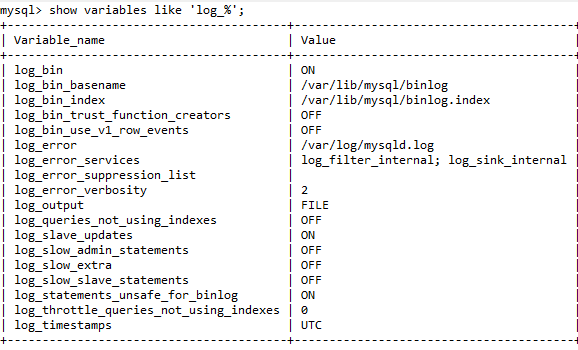 mysql> show variables like 'log_%';
+----------------------------------------+----------------------------------------+
| Variable_name                          | Value                                  |
+----------------------------------------+----------------------------------------+
| log_bin                                | ON
| log_bin_basename                       | /var/lib/mysql/binlog
| log_bin_index                          | /var/lib/mysql/binlog.index
| log_bin_trust_function_creators        | OFF
| log_bin_use_v1_row_events              | OFF
| log_error                              | /var/log/mysqld.log
| log_error_services                     | log_filter_internal; log_sink_internal
| log_error_suppression_list             |
| log_error_verbosity                    | 2
| log_output                             | FILE
| log_queries_not_using_indexes          | OFF
| log_slave_updates                      | ON
| log_slow_admin_statements              | OFF
| log_slow_extra                         | OFF
| log_slow_slave_statements              | OFF
| log_statements_unsafe_for_binlog       | ON
| log_throttle_queries_not_using_indexes | 0
| log_timestamps                         | UTC
+----------------------------------------+----------------------------------------+